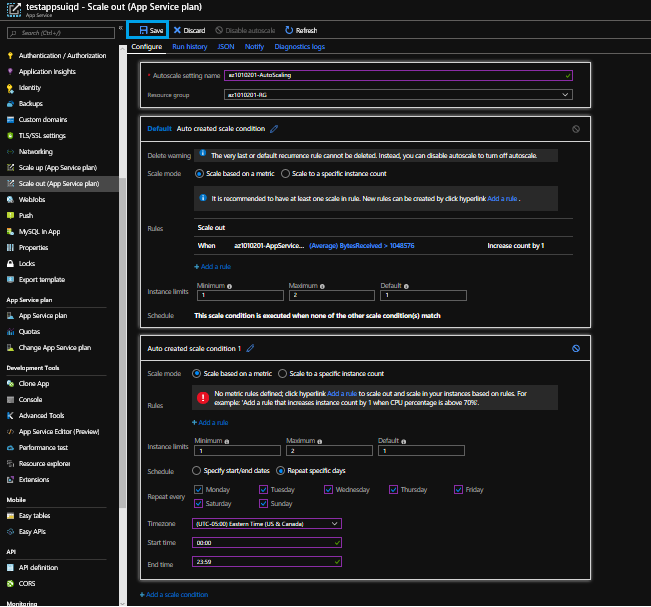 testappsuiqd - Scale out (App Service plan)
App Service
Search (Ctrl+/)
Save Discard Disable autoscale Refresh
Authentication / Authorization
Application Insights
Identity
Backups
Custom domains
TLS/SSL settings
Networking
Scale up (App Service plan)
Scale out (App Service plan)
WebJobs
Push
MySQL In App
Properties
Locks
Export template
App Service plan
App Service plan
Quotas
Change App Service plan
Development Tools
Clone App
Console
Advanced Tools
App Service Editor (Preview)
Performance test
Resource explorer
Extensions
Mobile
Easy tables
Easy APIs
API
API definition
CORS
Monitoring
Configure Run history JSON Notify Diagnostics logs
* Autoscale setting name az1010201-AutoScaling
Resource group az1010201-RG
Default Auto created scale condition
Delete warning The very last or default recurrence rule cannot be deleted. Instead, you can disable autoscale to turn off autoscale.
Scale mode Scale based on a metric Scale to a specific instance count
It is recommended to have at least one scale in rule. New rules can be created by click hyperlink Add a rule .
Rules Scale out
When az1010201-AppService... (Average) BytesReceived > 1048576 Increase count by 1
+ Add a rule
Instance limits Minimum Maximum Default
1 2 1
Schedule This scale condition is executed when none of the other scale condition(s) match
Auto created scale condition 1
Scale mode Scale based on a metric Scale to a specific instance count
Rules
No metric rules defined; click hyperlink Add a rule to scale out and scale in your instances based on rules. For
example: 'Add a rule that increases instance count by 1 when CPU percentage is above 70%'.
+ Add a rule
Instance limits Minimum Maximum Default
1 2 1
Schedule Specify start/end dates Repeat specific days
Repeat every Monday Tuesday Wednesday Thursday Friday
Saturday Sunday
Timezone (UTC-05:00) Eastern Time (US & Canada)
Start time 00:00
End time 23:59
+ Add a scale condition